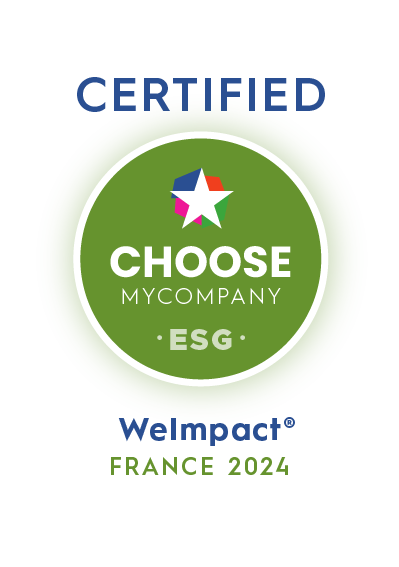 CERTIFIED
CHOOSE
MYCOMPANY
· ESG ·
WeImpact®
FRANCE 2024